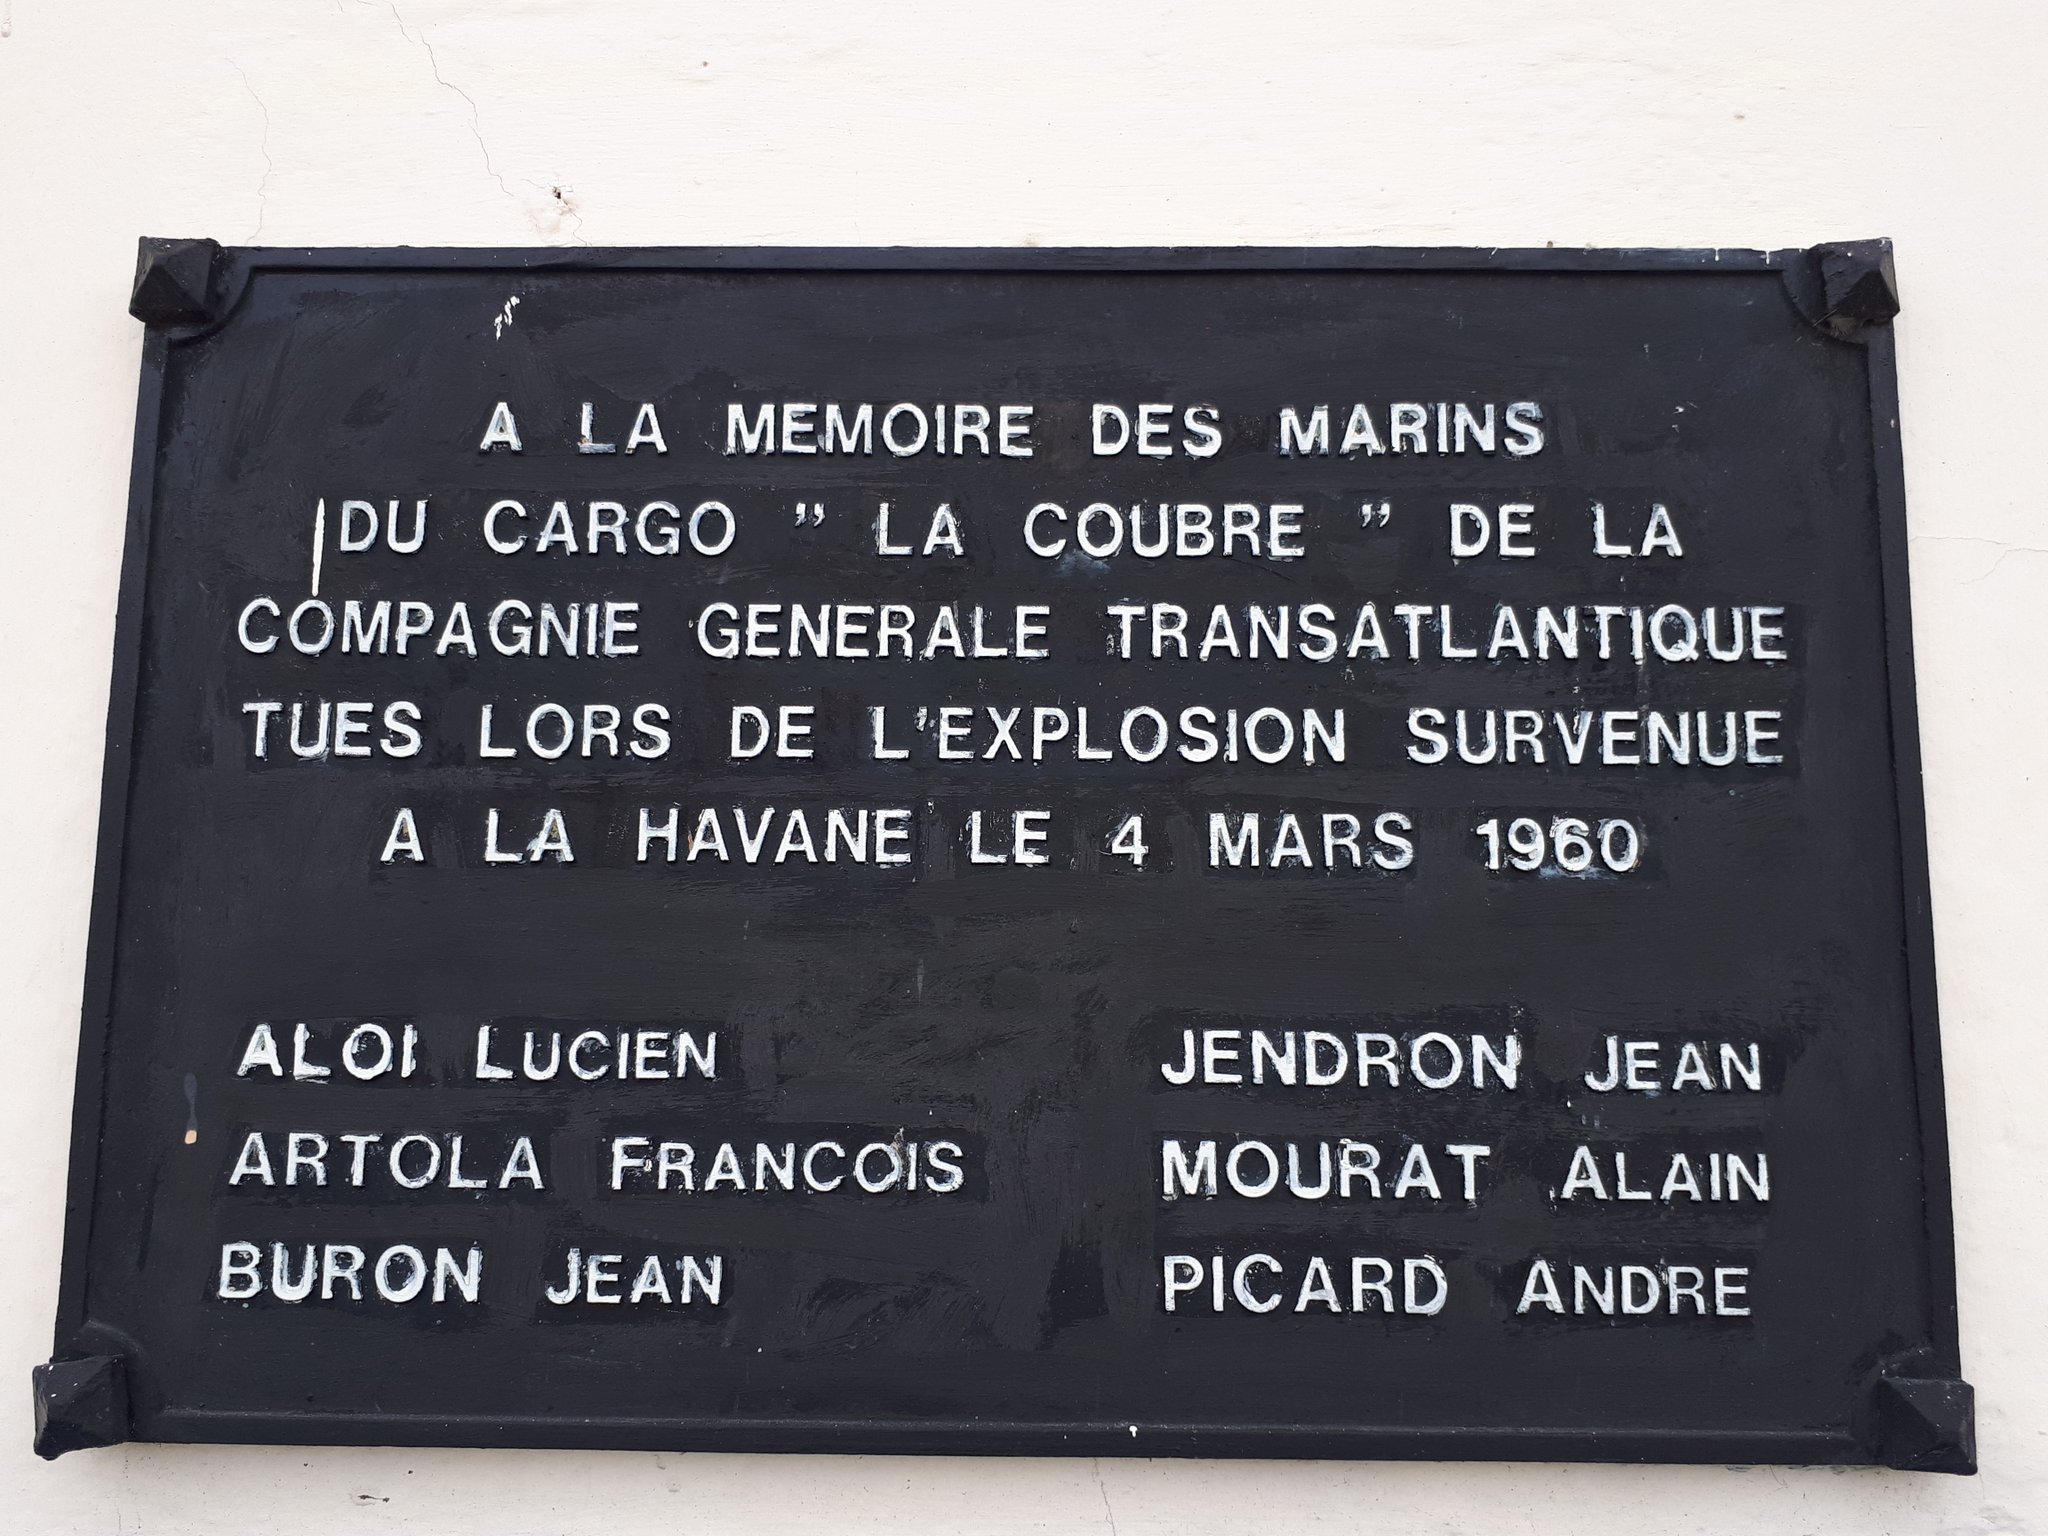 A LA MEMOIRE DES MARINS
DU CARGO " LA COUBRE " DE LA
COMPAGNIE GENERALE TRANSATLANTIQUE
TUES LORS DE L'EXPLOSION SURVENUE
A LA HAVANE LE 4 MARS 1960
ALOI LUCIEN
ARTOLA FRANCOIS
BURON JEAN
JENDRON JEAN
MOURAT ALAIN
PICARD ANDRE